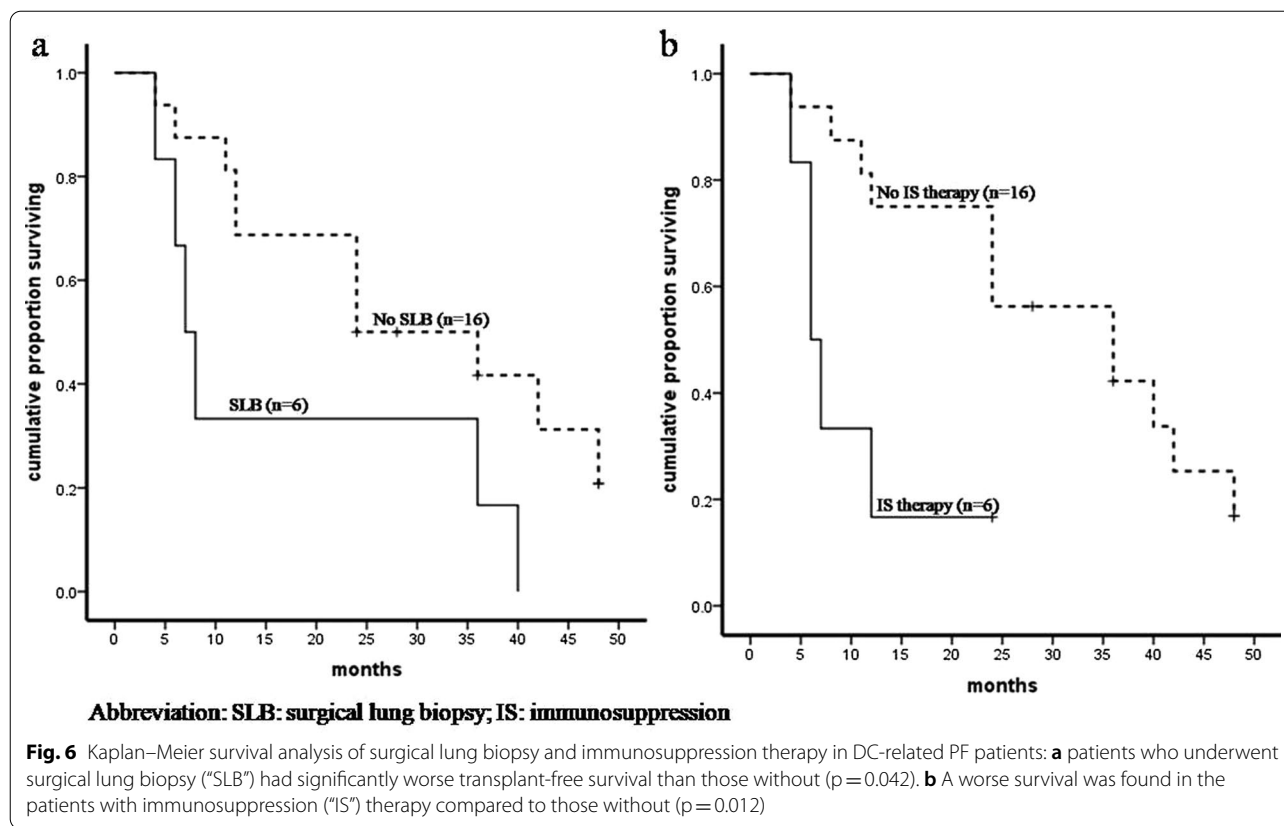 a
cumulative proportion surviving
1.0
0.8
0.6
0.4
0.2
0.0
No SLB (n=16)
SLB (n=6)
0 5 10 15 20 25 30 35 40 45 50
months
b
cumulative proportion surviving
1.0
0.8
0.6
0.4
0.2
0.0
No IS therapy (n=16)
IS therapy (n=6)
0 5 10 15 20 25 30 35 40 45 50
months
Abbreviation: SLB: surgical lung biopsy; IS: immunosuppression
Fig. 6 Kaplan–Meier survival analysis of surgical lung biopsy and immunosuppression therapy in DC-related PF patients: a patients who underwent
surgical lung biopsy (“SLB”) had significantly worse transplant-free survival than those without (p = 0.042). b A worse survival was found in the
patients with immunosuppression (“IS”) therapy compared to those without (p = 0.012)